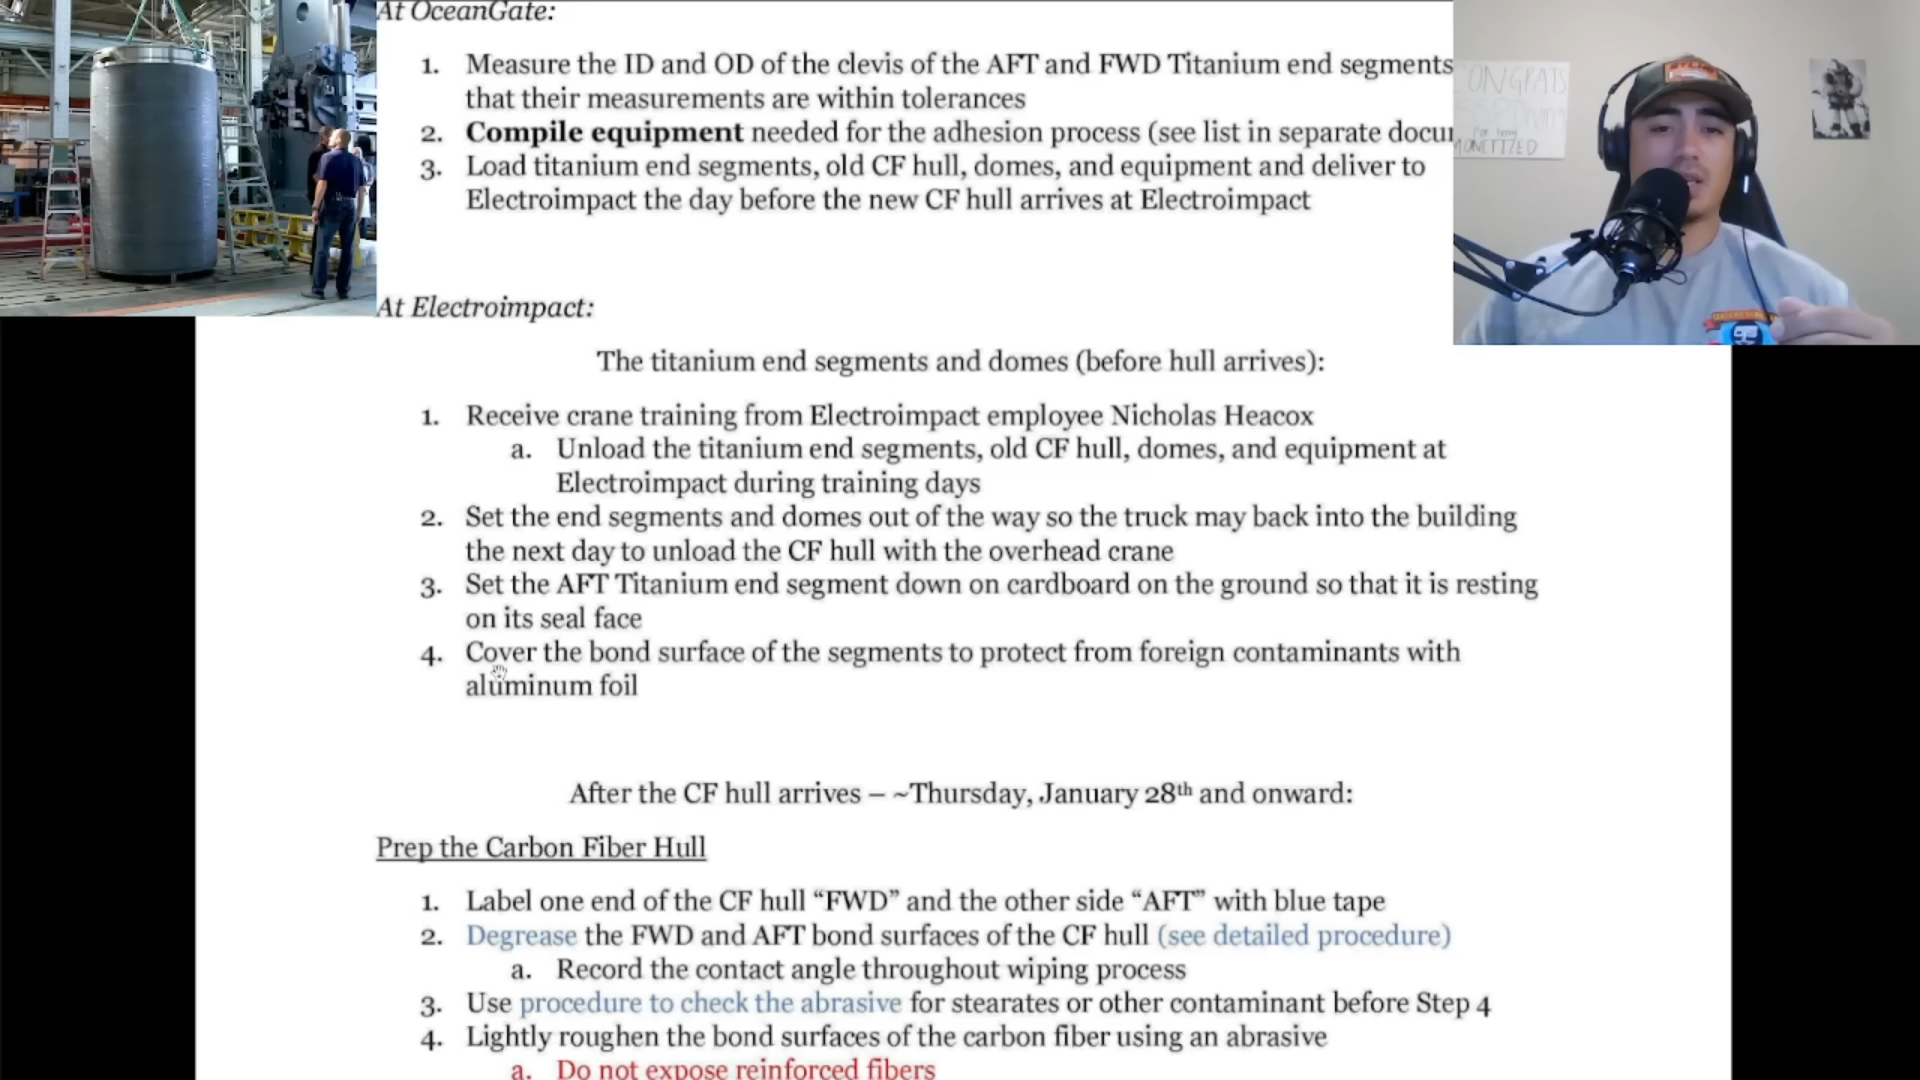 At OceanGate:
1. Measure the ID and OD of the clevis of the AFT and FWD Titanium end segments
that their measurements are within tolerances
2. Compile equipment needed for the adhesion process (see list in separate docu
3. Load titanium end segments, old CF hull, domes, and equipment and deliver to
Electroimpact the day before the new CF hull arrives at Electroimpact
CONGRATS
MONETIZED
At Electroimpact:
The titanium end segments and domes (before hull arrives):
1. Receive crane training from Electroimpact employee Nicholas Heacox
a. Unload the titanium end segments, old CF hull, domes, and equipment at
Electroimpact during training days
2. Set the end segments and domes out of the way so the truck may back into the building
the next day to unload the CF hull with the overhead crane
3. Set the AFT Titanium end segment down on cardboard on the ground so that it is resting
on its seal face
4. Cover the bond surface of the segments to protect from foreign contaminants with
aluminum foil
After the CF hull arrives – ~Thursday, January 28th and onward:
Prep the Carbon Fiber Hull
1. Label one end of the CF hull “FWD” and the other side “AFT” with blue tape
2. Degrease the FWD and AFT bond surfaces of the CF hull (see detailed procedure)
a. Record the contact angle throughout wiping process
3. Use procedure to check the abrasive for stearates or other contaminant before Step 4
4. Lightly roughen the bond surfaces of the carbon fiber using an abrasive
a. Do not expose reinforced fibers